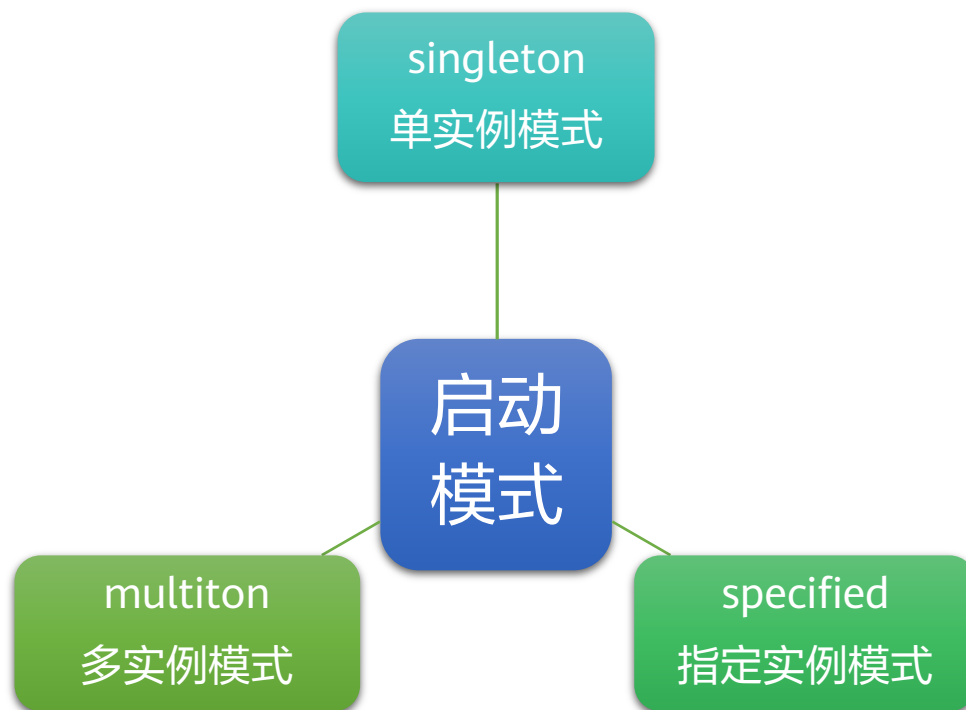 singleton
单实例模式
启动
模式
multiton
多实例模式
specified
指定实例模式